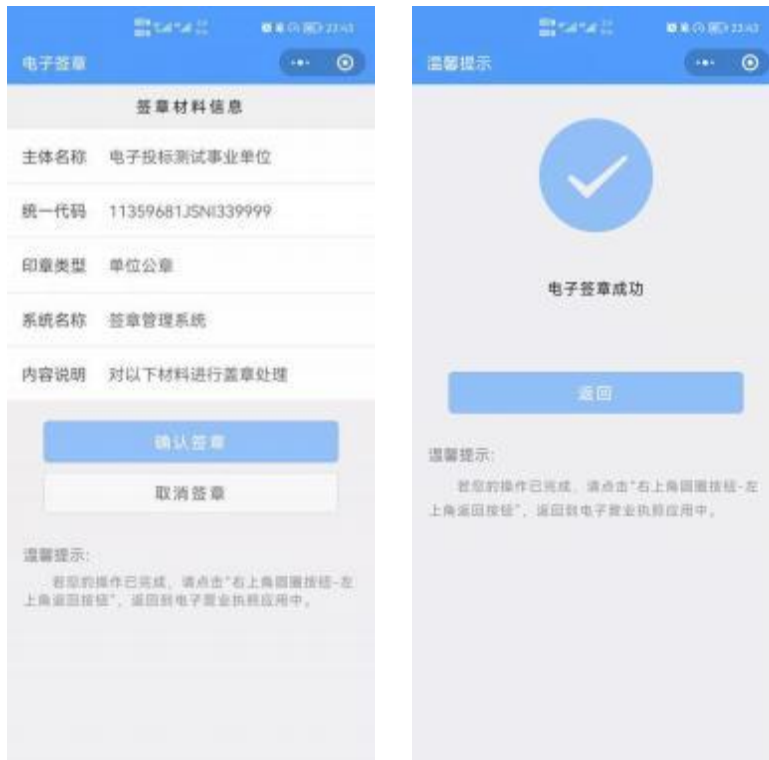 22:43
电子签章
签章材料信息
主体名称 电子投标测试事业单位
统一代码 11359681JSNI339999
印章类型 单位公章
系统名称 签章管理系统
内容说明 对以下材料进行盖章处理
确认签章
取消签章
温馨提示:
若您的操作已完成，请点击“右上角圆圈按钮-左
上角返回按钮”，返回到电子营业执照应用中。
22:43
温馨提示
电子签章成功
返回
温馨提示:
若您的操作已完成，请点击“右上角圆圈按钮-左
上角返回按钮”，返回到电子营业执照应用中。